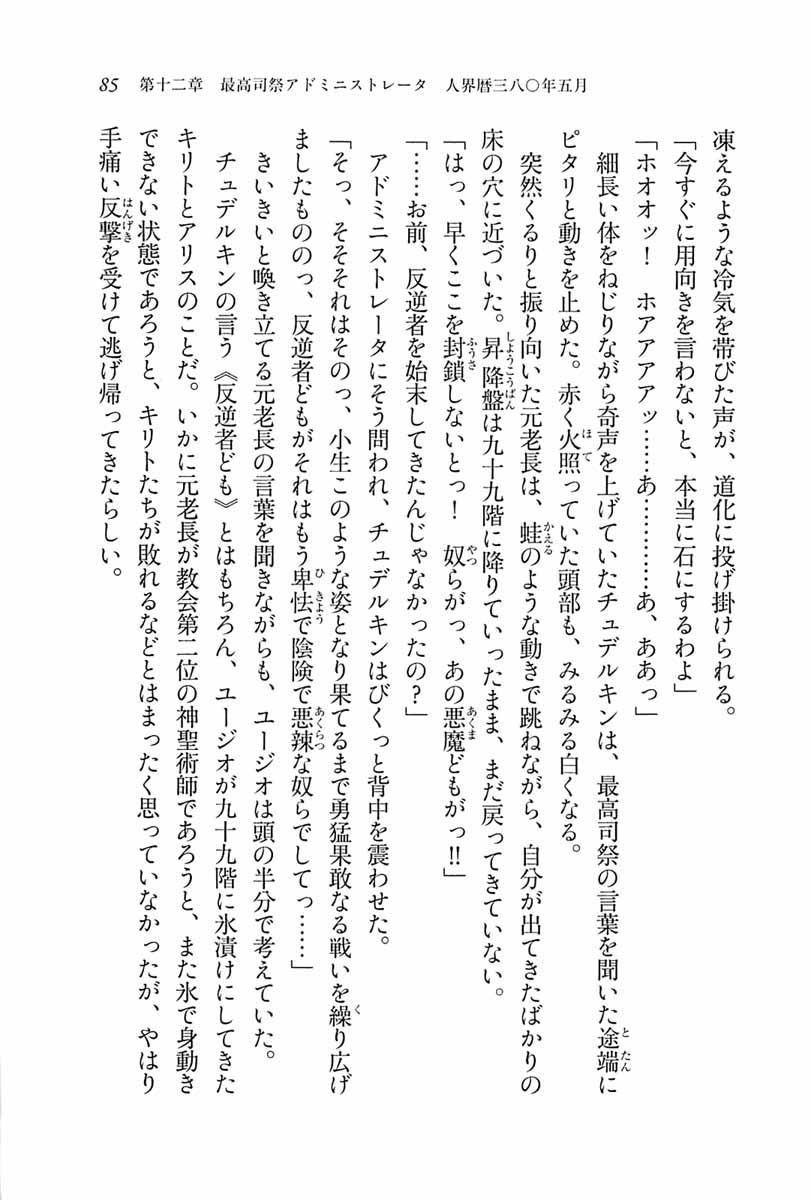 85　第十二章　最高司祭アドミニストレータ　人界暦三八〇年五月
凍えるような冷気を帯びた声が、道化に投げ掛けられる。
「今すぐに用向きを言わないと、本当に石にするわよ」
「ホオオッ！　ホアアアアッ……あ…………あ、ああっ」
　細長い体をねじりながら奇声を上げていたチュデルキンは、最高司祭の言葉を聞いた途端に
ピタリと動きを止めた。赤く火照っていた頭部も、みるみる白くなる。
　突然くるりと振り向いた元老長は、蛙のような動きで跳ねながら、自分が出てきたばかりの
床の穴に近づいた。昇降盤は九十九階に降りていったまま、まだ戻ってきていない。
「はっ、早くここを封鎖しないとっ！　奴らがっ、あの悪魔どもがっ!!」
「……お前、反逆者を始末してきたんじゃなかったの？」
　アドミニストレータにそう問われ、チュデルキンはびくっと背中を震わせた。
「そっ、そそそれはそのっ、小生このような姿となり果てるまで勇猛果敢なる戦いを繰り広げ
ましたもののっ、反逆者どもがそれはもう卑怯で陰険で悪辣な奴らでしてっ……」
　きいきいと喚き立てる元老長の言葉を聞きながらも、ユージオは頭の半分で考えていた。
　チュデルキンの言う《反逆者ども》とはもちろん、ユージオが九十九階に氷漬けにしてきた
キリトとアリスのことだ。いかに元老長が教会第二位の神聖術師であろうと、また氷で身動き
できない状態であろうと、キリトたちが敗れるなどとはまったく思っていなかったが、やはり
手痛い反撃を受けて逃げ帰ってきたらしい。